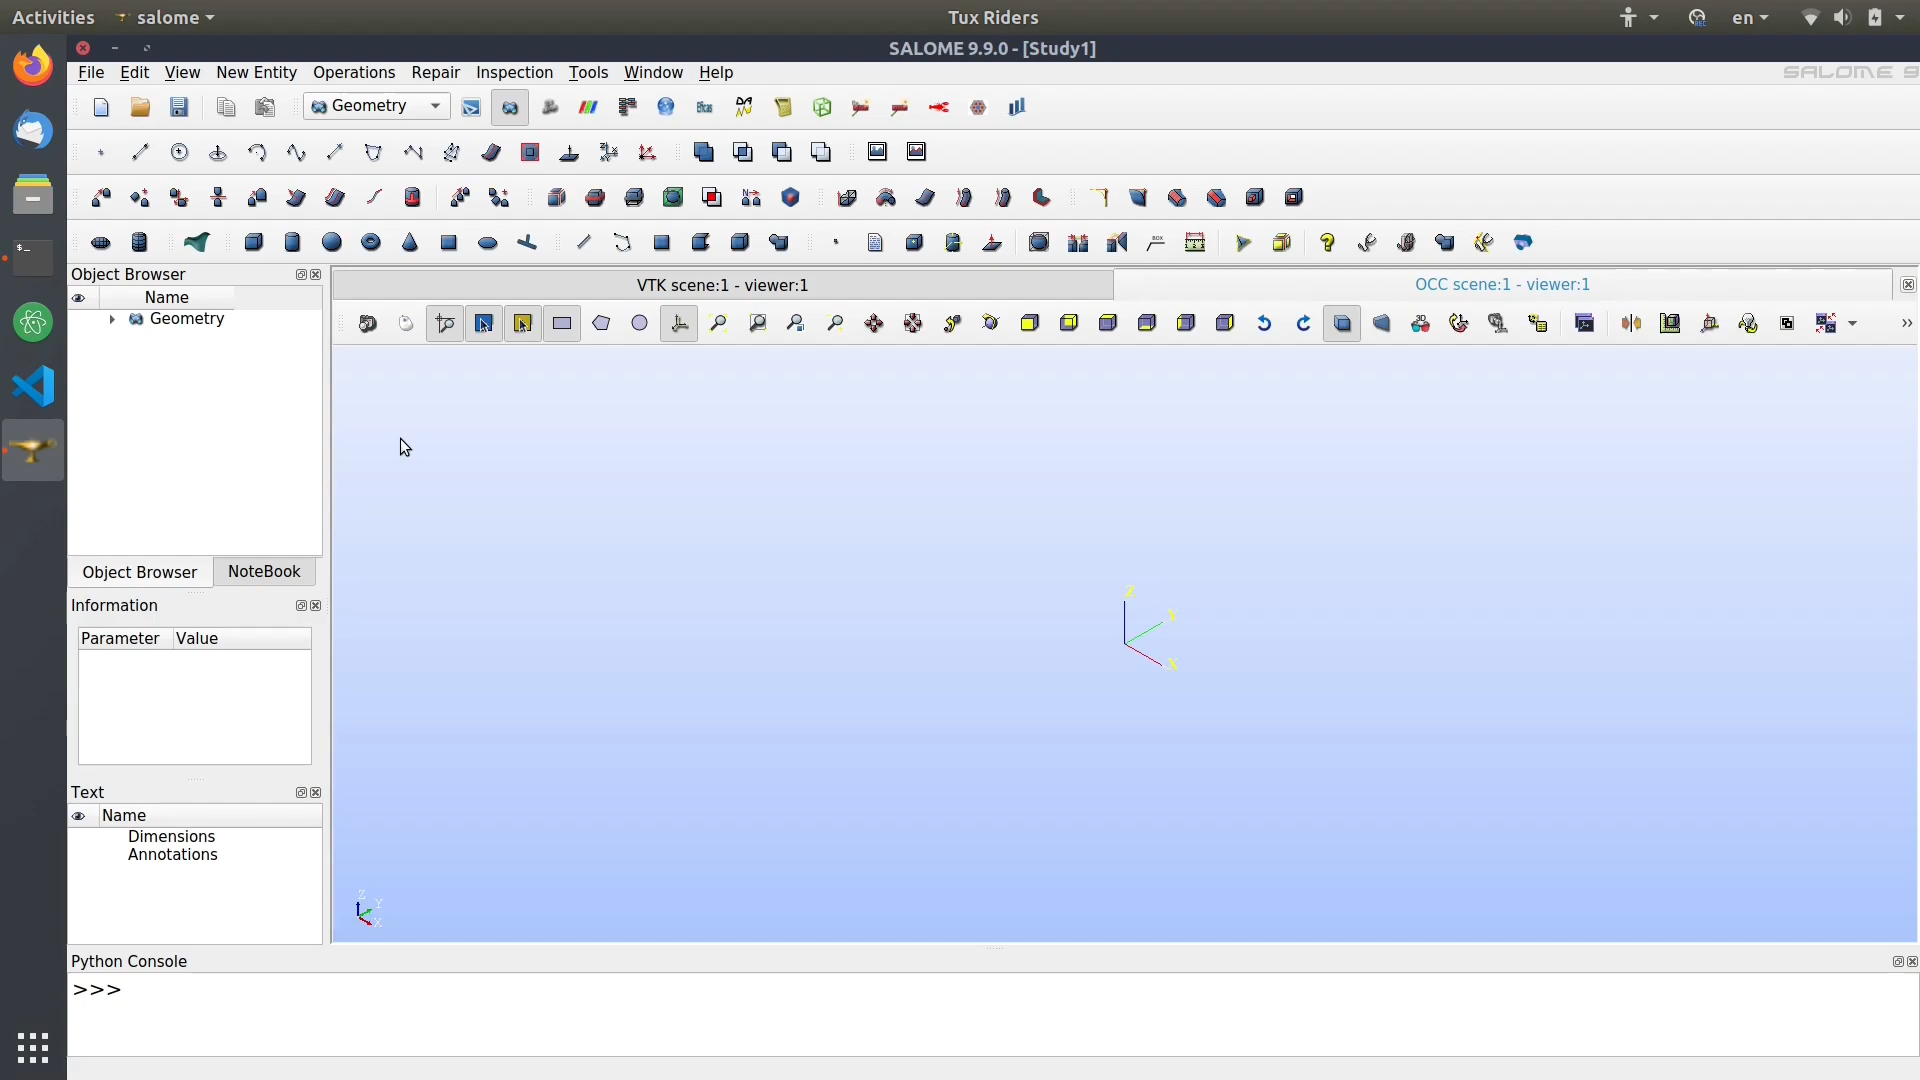 Activities salome Tux Riders en
SALOME 9.9.0 - [Study1]
File Edit View New Entity Operations Repair Inspection Tools Window Help SALOME 9
Geometry Eficas
BOX
Object Browser
VTK scene:1 - viewer:1 OCC scene:1 - viewer:1
Name
Geometry
Z
Y
X
Object Browser NoteBook
Information
Parameter Value
Text
Name
Dimensions
Annotations
Z
Y
X
Python Console
>>>